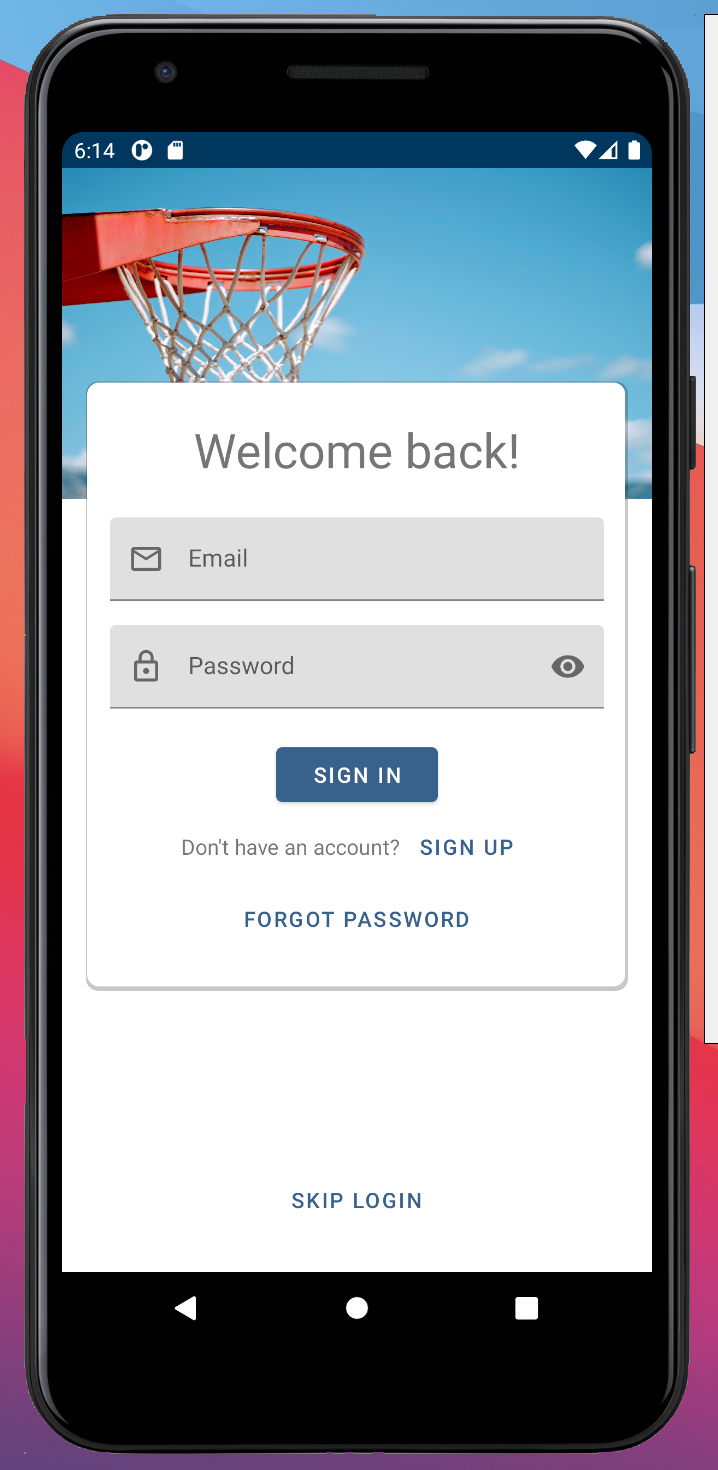 6:14
Welcome back!
Email
Password
SIGN IN
Don't have an account? SIGN UP
FORGOT PASSWORD
SKIP LOGIN